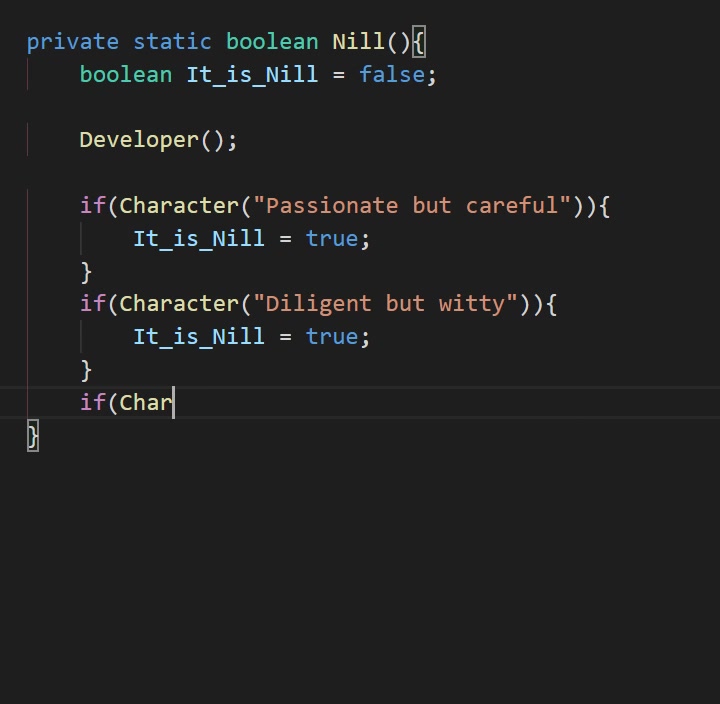 private static boolean Nill(){
    boolean It_is_Nill = false;
    Developer();
    if(Character("Passionate but careful")){
        It_is_Nill = true;
    }
    if(Character("Diligent but witty")){
        It_is_Nill = true;
    }
    if(Char
}